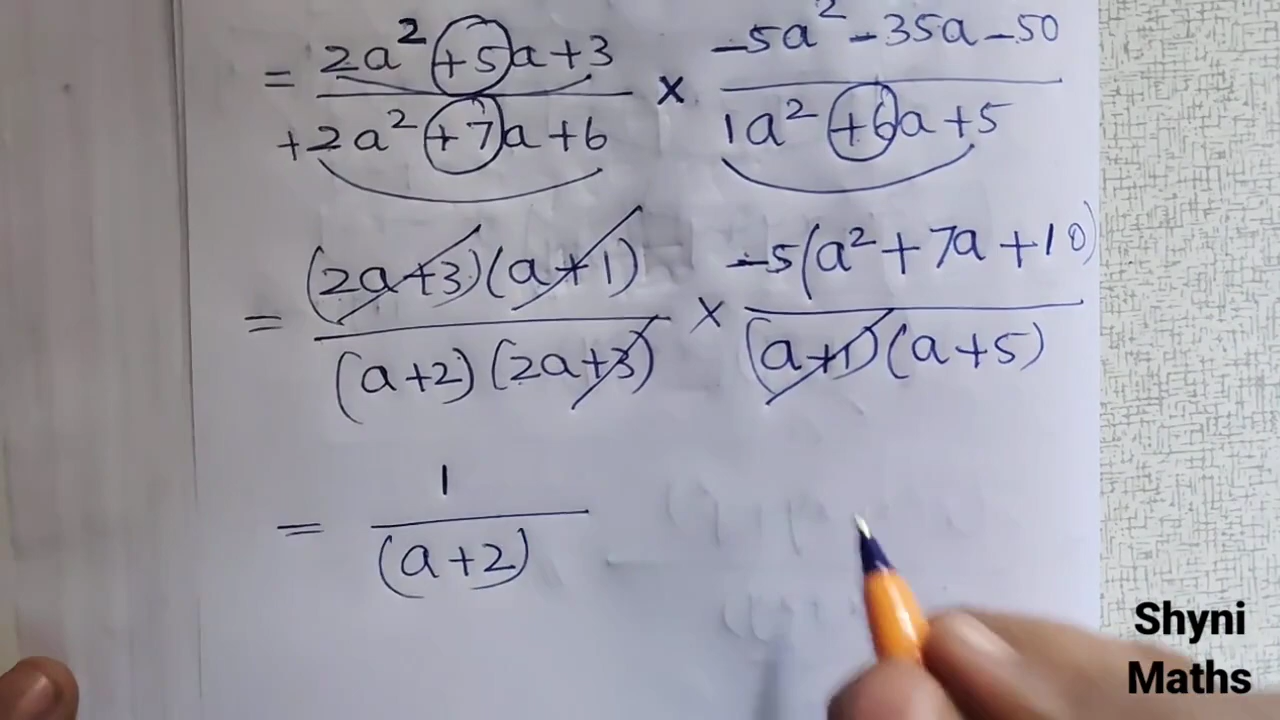 = 2a² +5a+3 / +2a² +7a+6 × -5a² -35a-50 / 1a² +6a+5
= (2a+3)(a+1) / (a+2)(2a+3) × -5(a²+7a+10) / (a+1)(a+5)
= 1 / (a+2)
Shyni
Maths